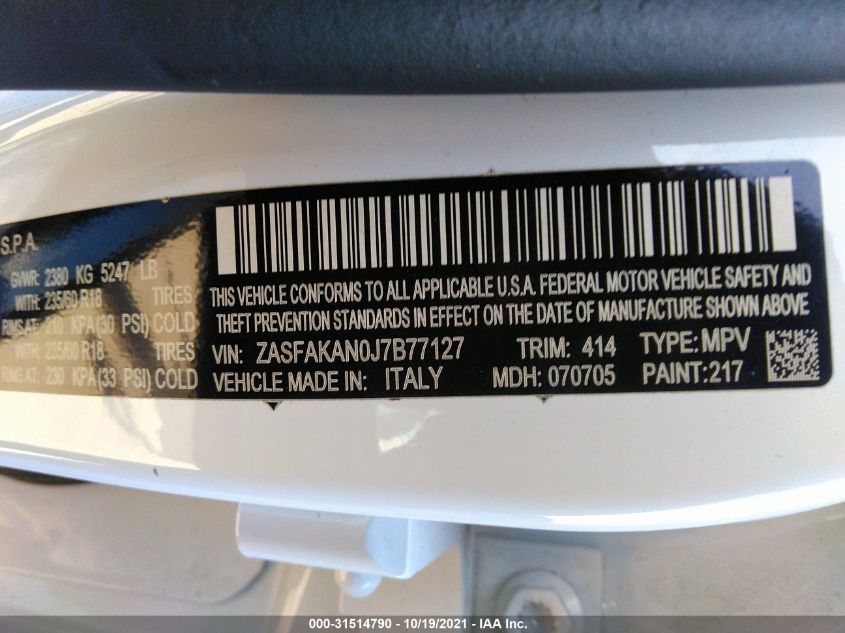 S.P.A.
GVWR: 2380 KG 5247 LB
WITH: 235/60 R18 TIRES
RIMS AT: 210 KPA (30 PSI) COLD
WITH: 235/60 R18 TIRES
RIMS AT: 230 KPA (33 PSI) COLD
THIS VEHICLE CONFORMS TO ALL APPLICABLE U.S.A. FEDERAL MOTOR VEHICLE SAFETY AND
THEFT PREVENTION STANDARDS IN EFFECT ON THE DATE OF MANUFACTURE SHOWN ABOVE
VIN: ZASFAKAN0J7B77127 TRIM: 414 TYPE: MPV
VEHICLE MADE IN: ITALY MDH: 070705 PAINT: 217
000-31514790 - 10/19/2021 - IAA Inc.